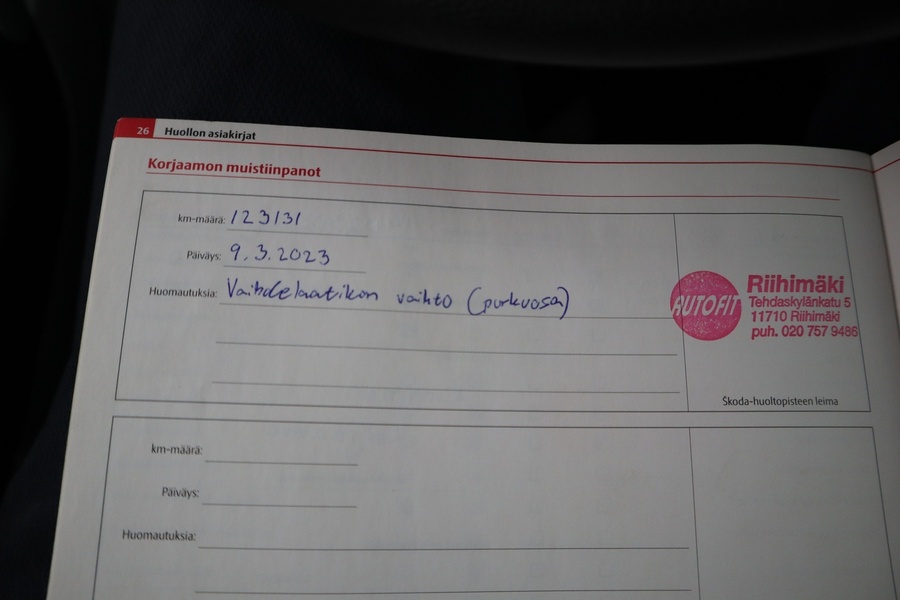 26 Huollon asiakirjat
Korjaamon muistiinpanot
km-määrä: 123131
Päiväys: 9.3.2023
Huomautuksia: Vaihdelaatikon vaihto (purkuosa)
AUTOFIT
Riihimäki
Tehdaskylänkatu 5
11710 Riihimäki
puh. 020 757 9486
Škoda-huoltopisteen leima
km-määrä:
Päiväys:
Huomautuksia: